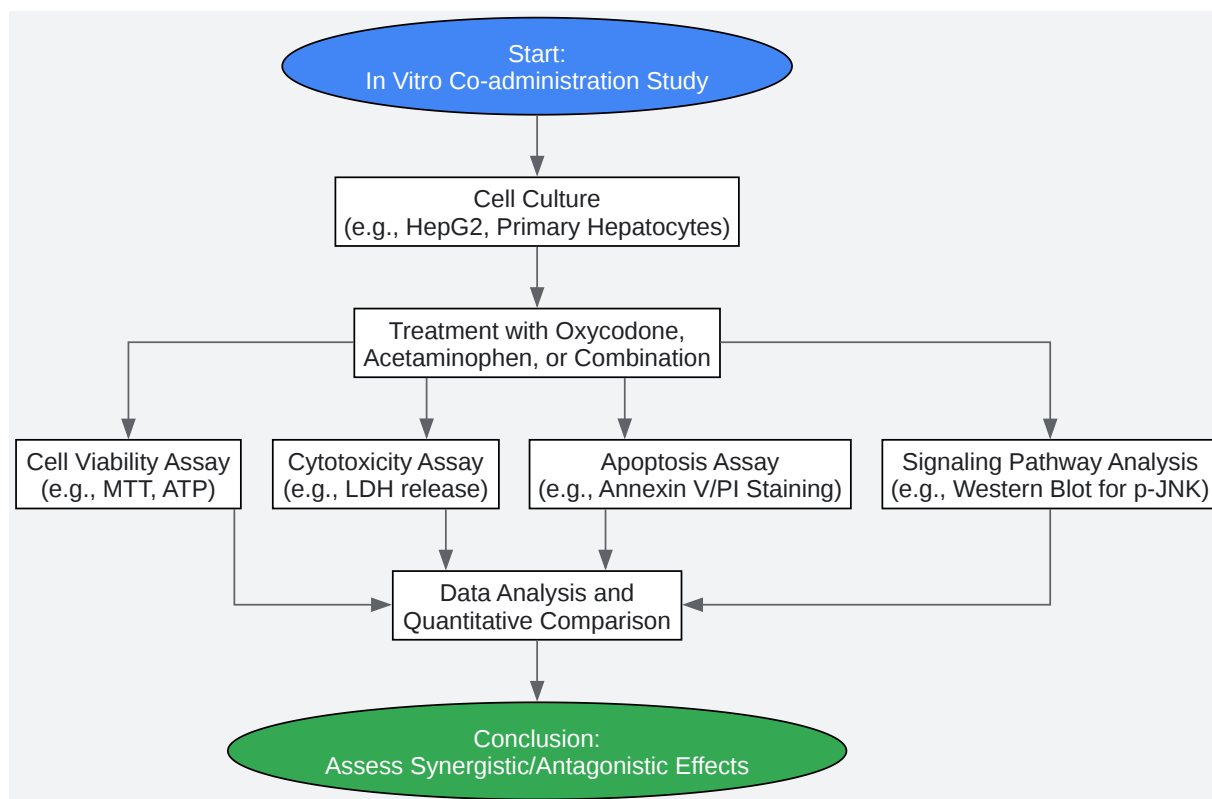 Start:
In Vitro Co-administration Study
Cell Culture
(e.g., HepG2, Primary Hepatocytes)
Treatment with Oxycodone,
Acetaminophen, or Combination
Cell Viability Assay
(e.g., MTT, ATP)
Cytotoxicity Assay
(e.g., LDH release)
Apoptosis Assay
(e.g., Annexin V/PI Staining)
Signaling Pathway Analysis
(e.g., Western Blot for p-JNK)
Data Analysis and
Quantitative Comparison
Conclusion:
Assess Synergistic/Antagonistic Effects